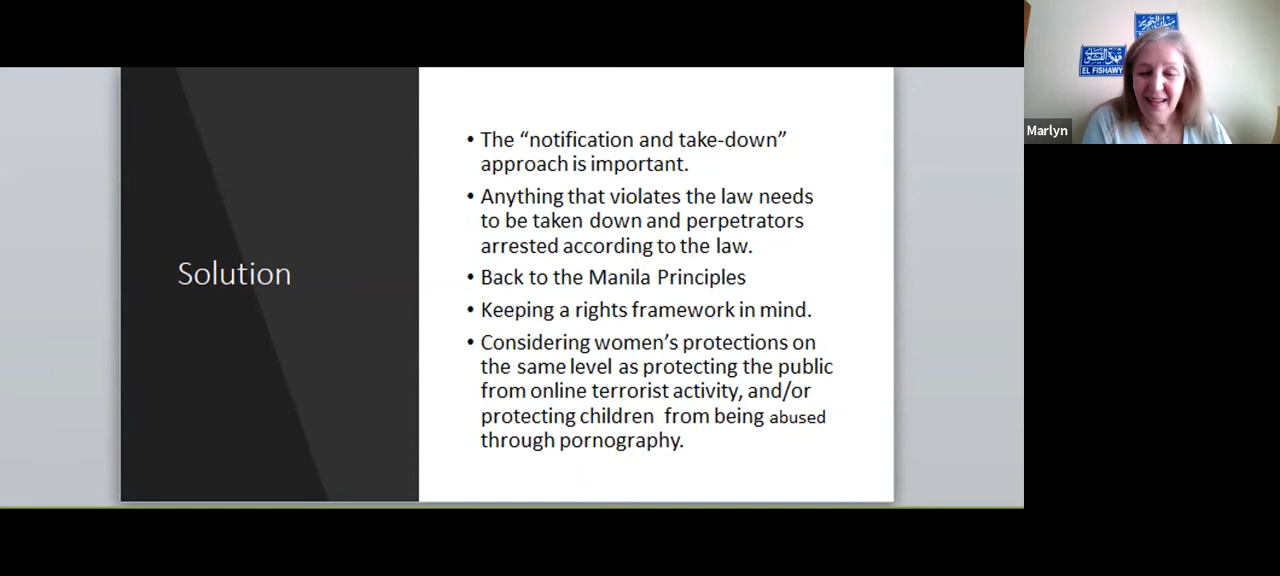 Solution
• The “notification and take-down”
approach is important.
• Anything that violates the law needs
to be taken down and perpetrators
arrested according to the law.
• Back to the Manila Principles
• Keeping a rights framework in mind.
• Considering women’s protections on
the same level as protecting the public
from online terrorist activity, and/or
protecting children  from being abused
through pornography.
ميدان التحرير
EL FISHAWY
Marlyn